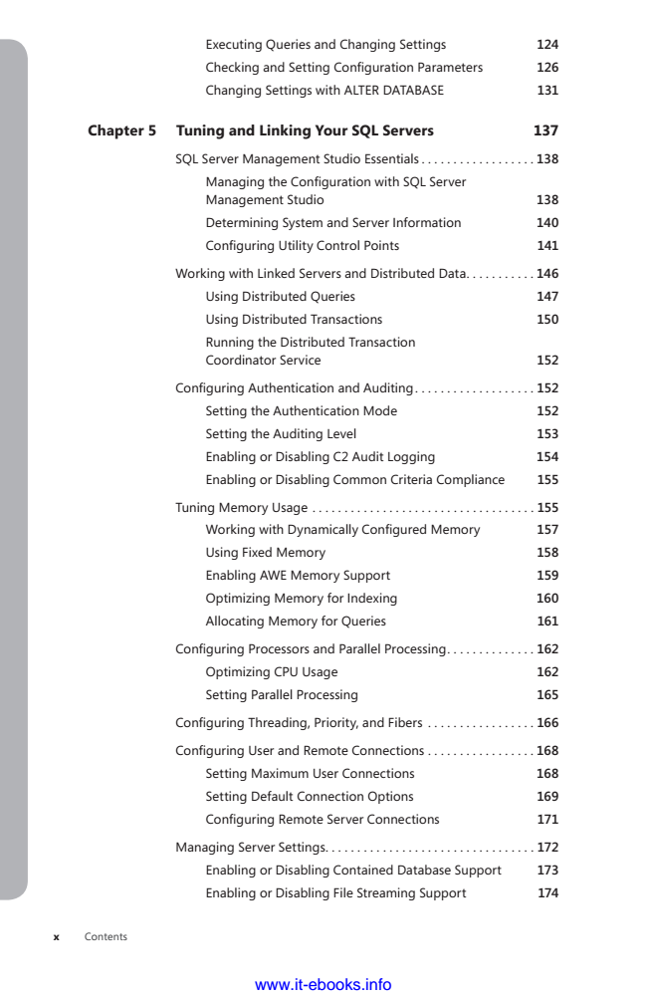 Executing Queries and Changing Settings 124
Checking and Setting Configuration Parameters 126
Changing Settings with ALTER DATABASE 131
Chapter 5 Tuning and Linking Your SQL Servers 137
SQL Server Management Studio Essentials . . . . . . . . . . . . . . . . . . 138
Managing the Configuration with SQL Server
Management Studio 138
Determining System and Server Information 140
Configuring Utility Control Points 141
Working with Linked Servers and Distributed Data. . . . . . . . . . . 146
Using Distributed Queries 147
Using Distributed Transactions 150
Running the Distributed Transaction
Coordinator Service 152
Configuring Authentication and Auditing. . . . . . . . . . . . . . . . . . . 152
Setting the Authentication Mode 152
Setting the Auditing Level 153
Enabling or Disabling C2 Audit Logging 154
Enabling or Disabling Common Criteria Compliance 155
Tuning Memory Usage . . . . . . . . . . . . . . . . . . . . . . . . . . . . . . . . . . . 155
Working with Dynamically Configured Memory 157
Using Fixed Memory 158
Enabling AWE Memory Support 159
Optimizing Memory for Indexing 160
Allocating Memory for Queries 161
Configuring Processors and Parallel Processing. . . . . . . . . . . . . . 162
Optimizing CPU Usage 162
Setting Parallel Processing 165
Configuring Threading, Priority, and Fibers . . . . . . . . . . . . . . . . . 166
Configuring User and Remote Connections . . . . . . . . . . . . . . . . . 168
Setting Maximum User Connections 168
Setting Default Connection Options 169
Configuring Remote Server Connections 171
Managing Server Settings. . . . . . . . . . . . . . . . . . . . . . . . . . . . . . . . . 172
Enabling or Disabling Contained Database Support 173
Enabling or Disabling File Streaming Support 174
x Contents
www.it-ebooks.info